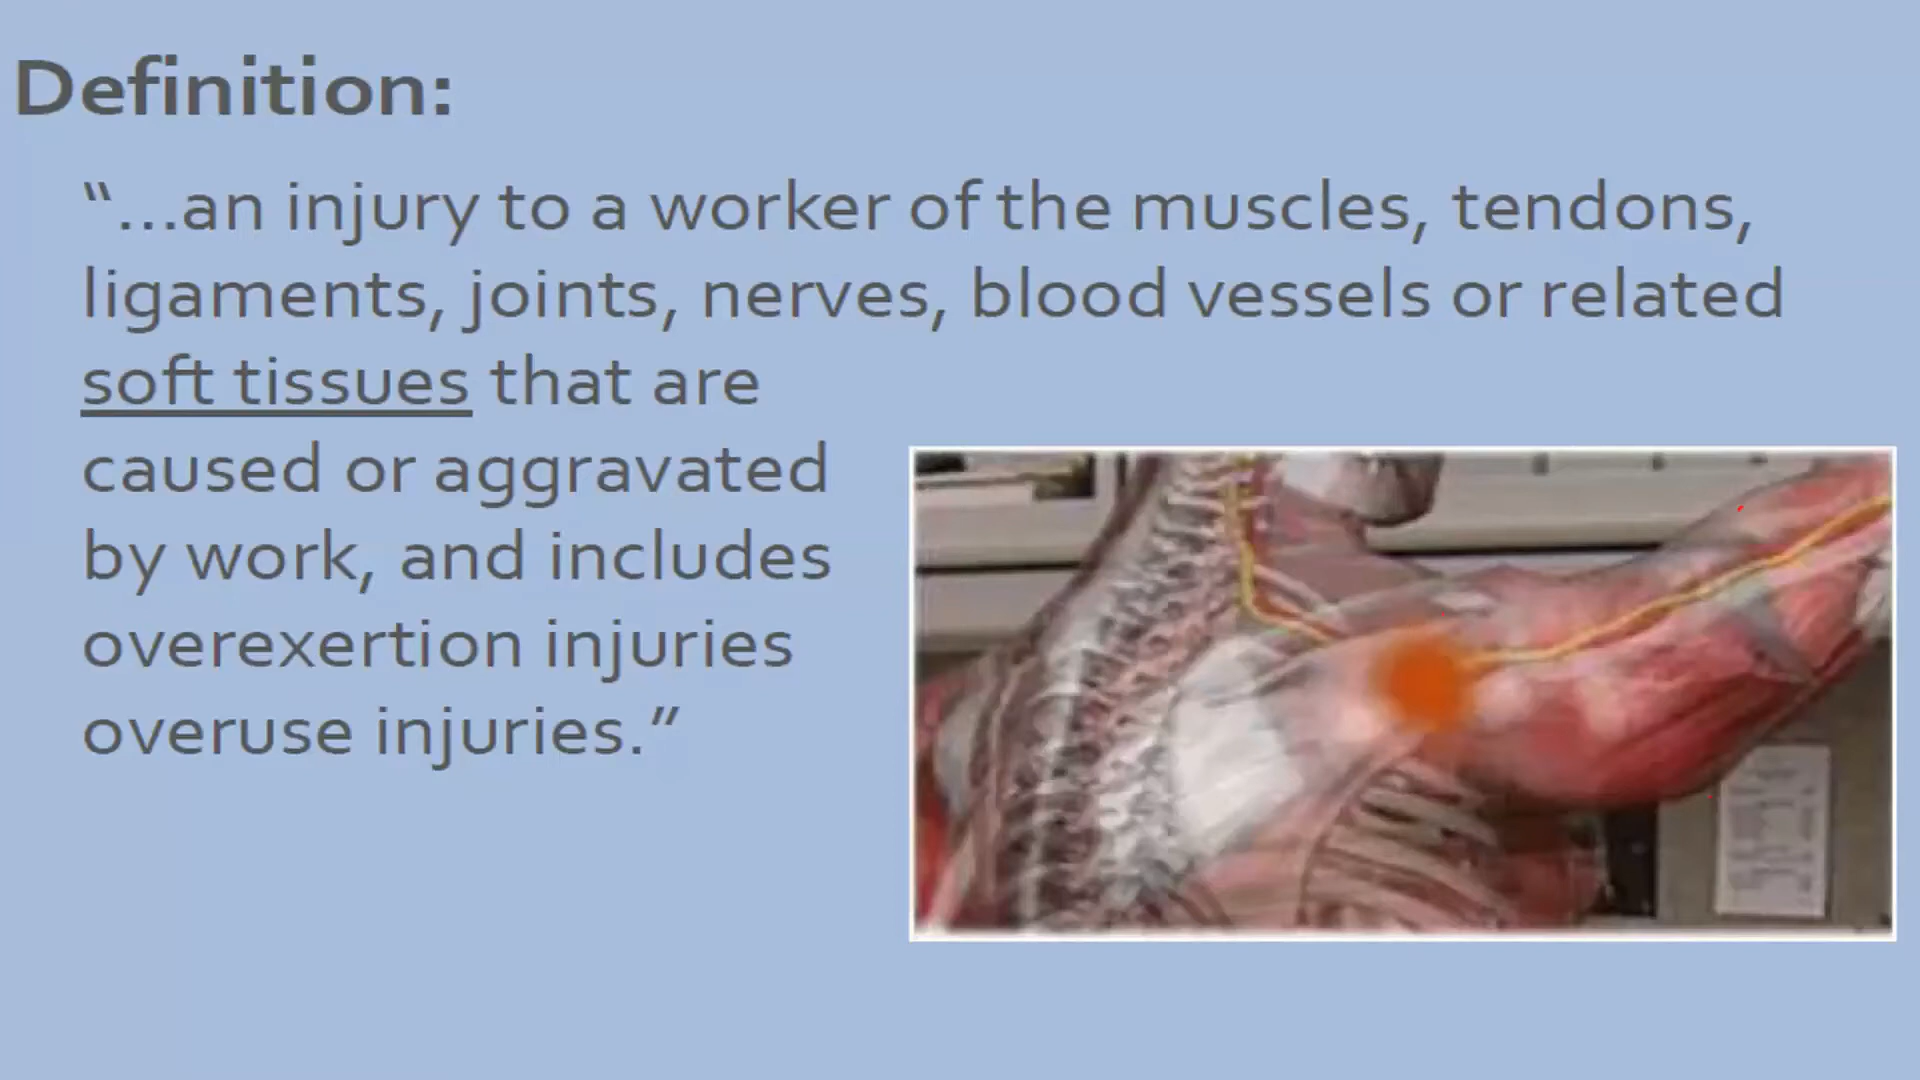 Definition:
“...an injury to a worker of the muscles, tendons,
ligaments, joints, nerves, blood vessels or related
soft tissues that are
caused or aggravated
by work, and includes
overexertion injuries
overuse injuries.”